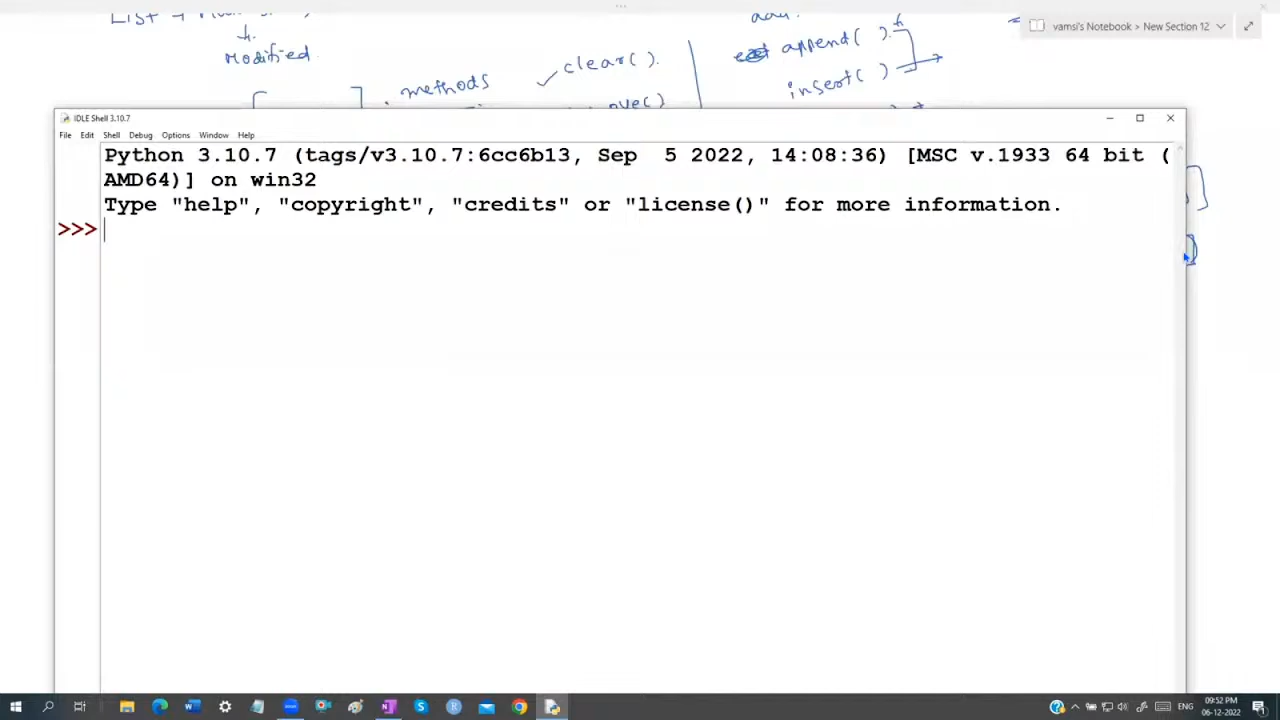 vamsi's Notebook > New Section 12
List
Modified
methods
clear().
append( ).
insert( )
IDLE Shell 3.10.7
File Edit Shell Debug Options Window Help
Python 3.10.7 (tags/v3.10.7:6cc6b13, Sep  5 2022, 14:08:36) [MSC v.1933 64 bit (
AMD64)] on win32
Type "help", "copyright", "credits" or "license()" for more information.
>>>
ENG
09:52 PM
06-12-2022